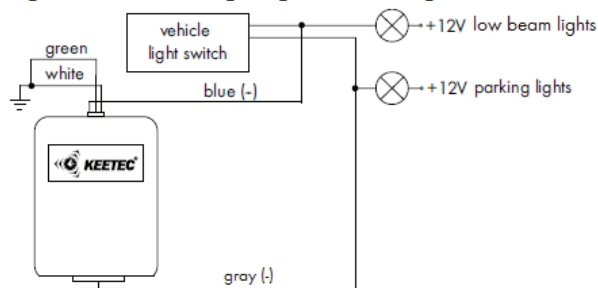 vehicle
light switch
+12V low beam lights
green
white
blue (-)
+12V parking lights
KEETEC®
gray (-)